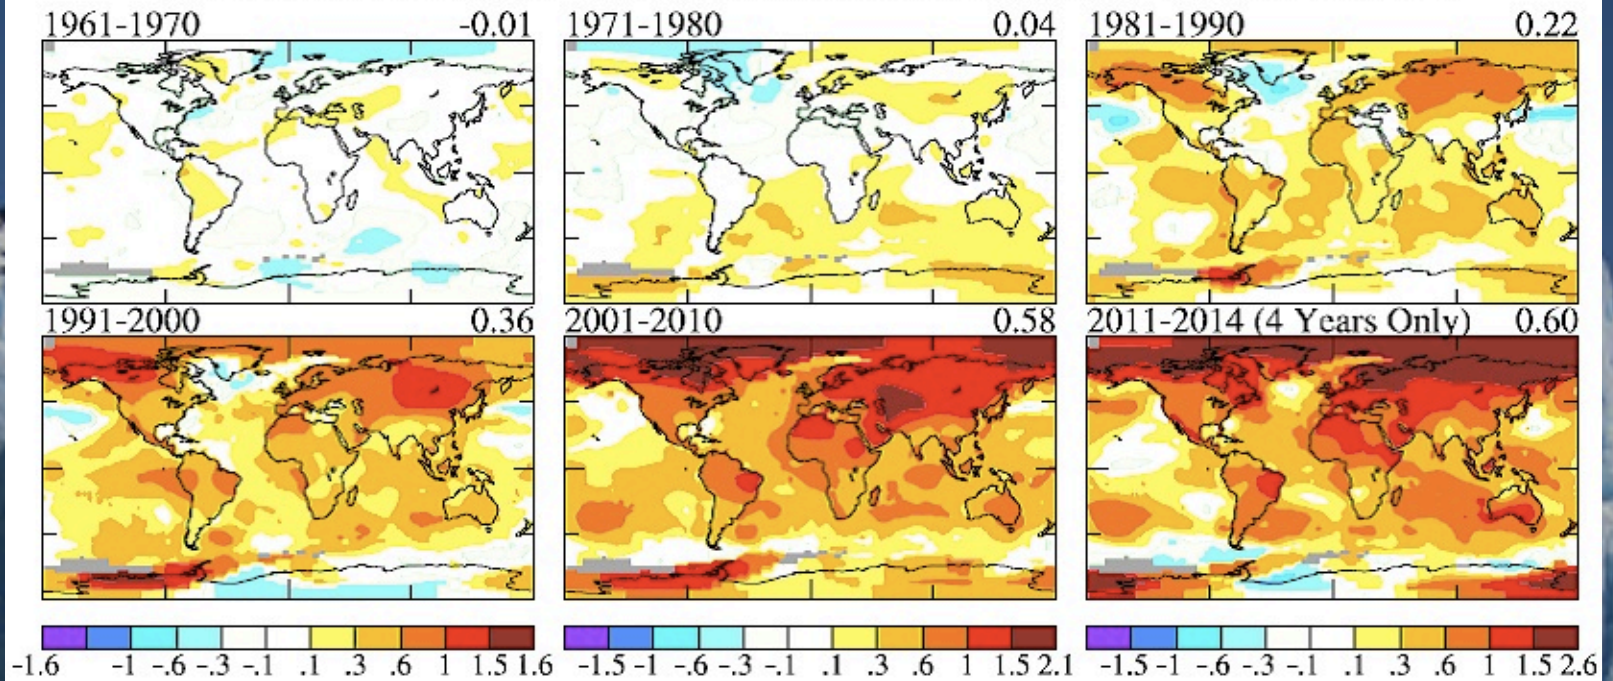 1961-1970 -0.01
1971-1980 0.04
1981-1990 0.22
1991-2000 0.36
2001-2010 0.58
2011-2014 (4 Years Only) 0.60
-1.6 -1 -.6 -.3 -.1 .1 .3 .6 1 1.5 1.6
-1.5 -1 -.6 -.3 -.1 .1 .3 .6 1 1.5 2.1
-1.5 -1 -.6 -.3 -.1 .1 .3 .6 1 1.5 2.6